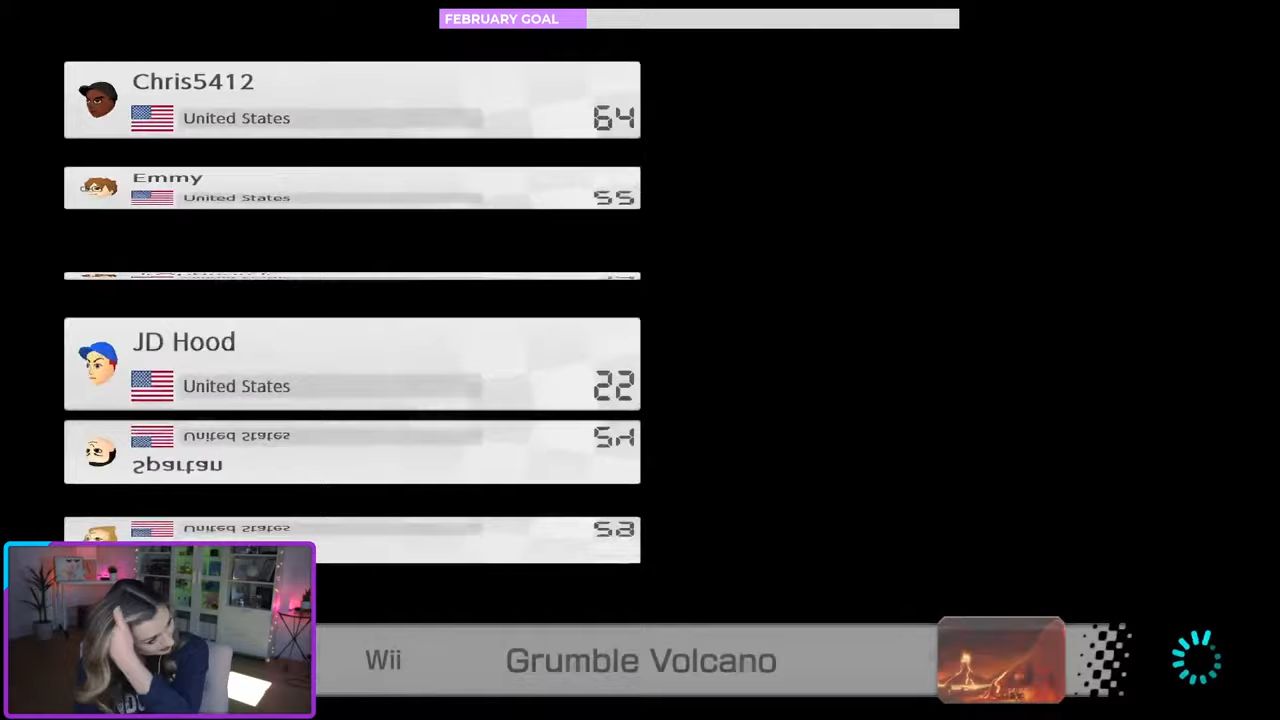 FEBRUARY GOAL
Chris5412
United States
64
Emmy
United States
55
JD Hood
United States
22
United States
54
Spartan
United States
Wii
Grumble Volcano